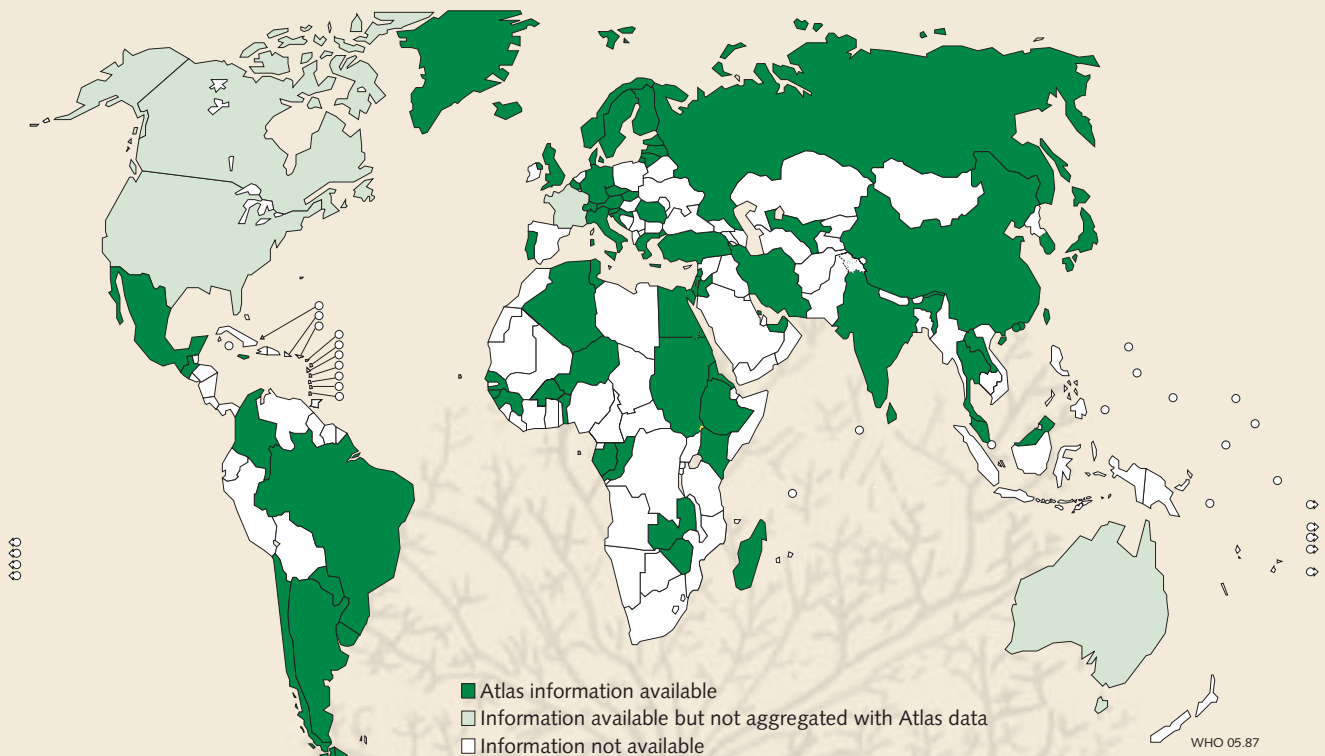 Atlas information available
Information available but not aggregated with Atlas data
Information not available
WHO 05.87